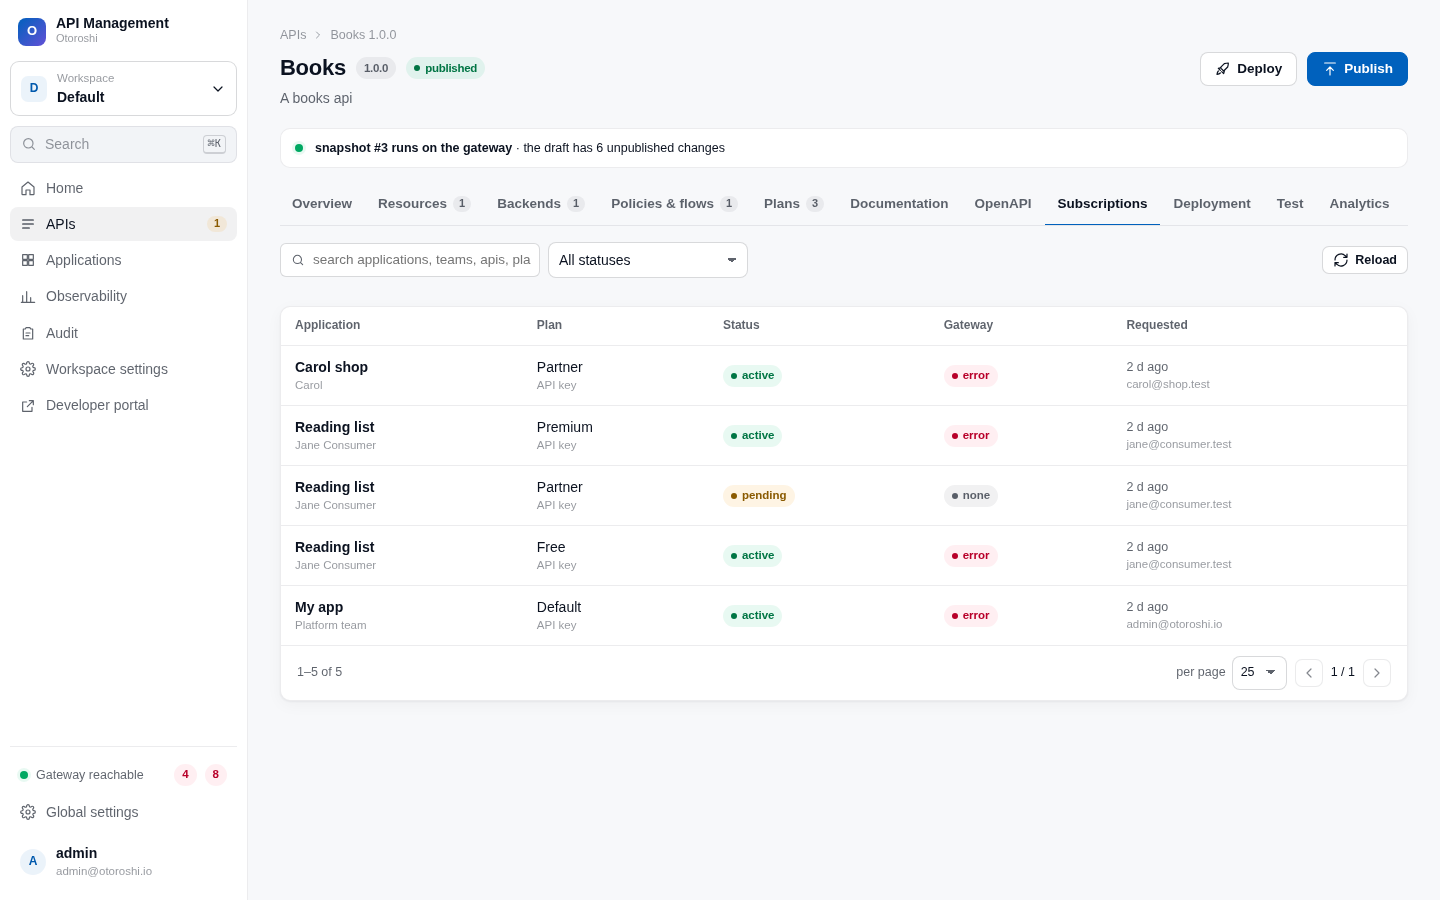 O
API Management
Otoroshi
D
Workspace
Default
Search
⌘K
Home
APIs
1
Applications
Observability
Audit
Workspace settings
Developer portal
Gateway reachable
4
8
Global settings
A
admin
admin@otoroshi.io
APIs
Books 1.0.0
Books
1.0.0
published
A books api
Deploy
Publish
snapshot #3 runs on the gateway · the draft has 6 unpublished changes
Overview
Resources 1
Backends 1
Policies & flows 1
Plans 3
Documentation
OpenAPI
Subscriptions
Deployment
Test
Analytics
search applications, teams, apis, pla
All statuses
Reload
Application Plan Status Gateway Requested
Carol shop Partner active error 2 d ago
Carol API key carol@shop.test
Reading list Premium active error 2 d ago
Jane Consumer API key jane@consumer.test
Reading list Partner pending none 2 d ago
Jane Consumer API key jane@consumer.test
Reading list Free active error 2 d ago
Jane Consumer API key jane@consumer.test
My app Default active error 2 d ago
Platform team API key admin@otoroshi.io
1–5 of 5
per page 25 1 / 1